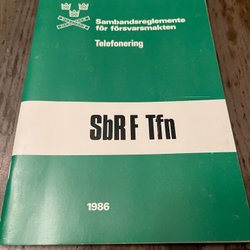 Sambandsreglemente
för försvarsmakten
Telefonering
SbR F Tfn
1986